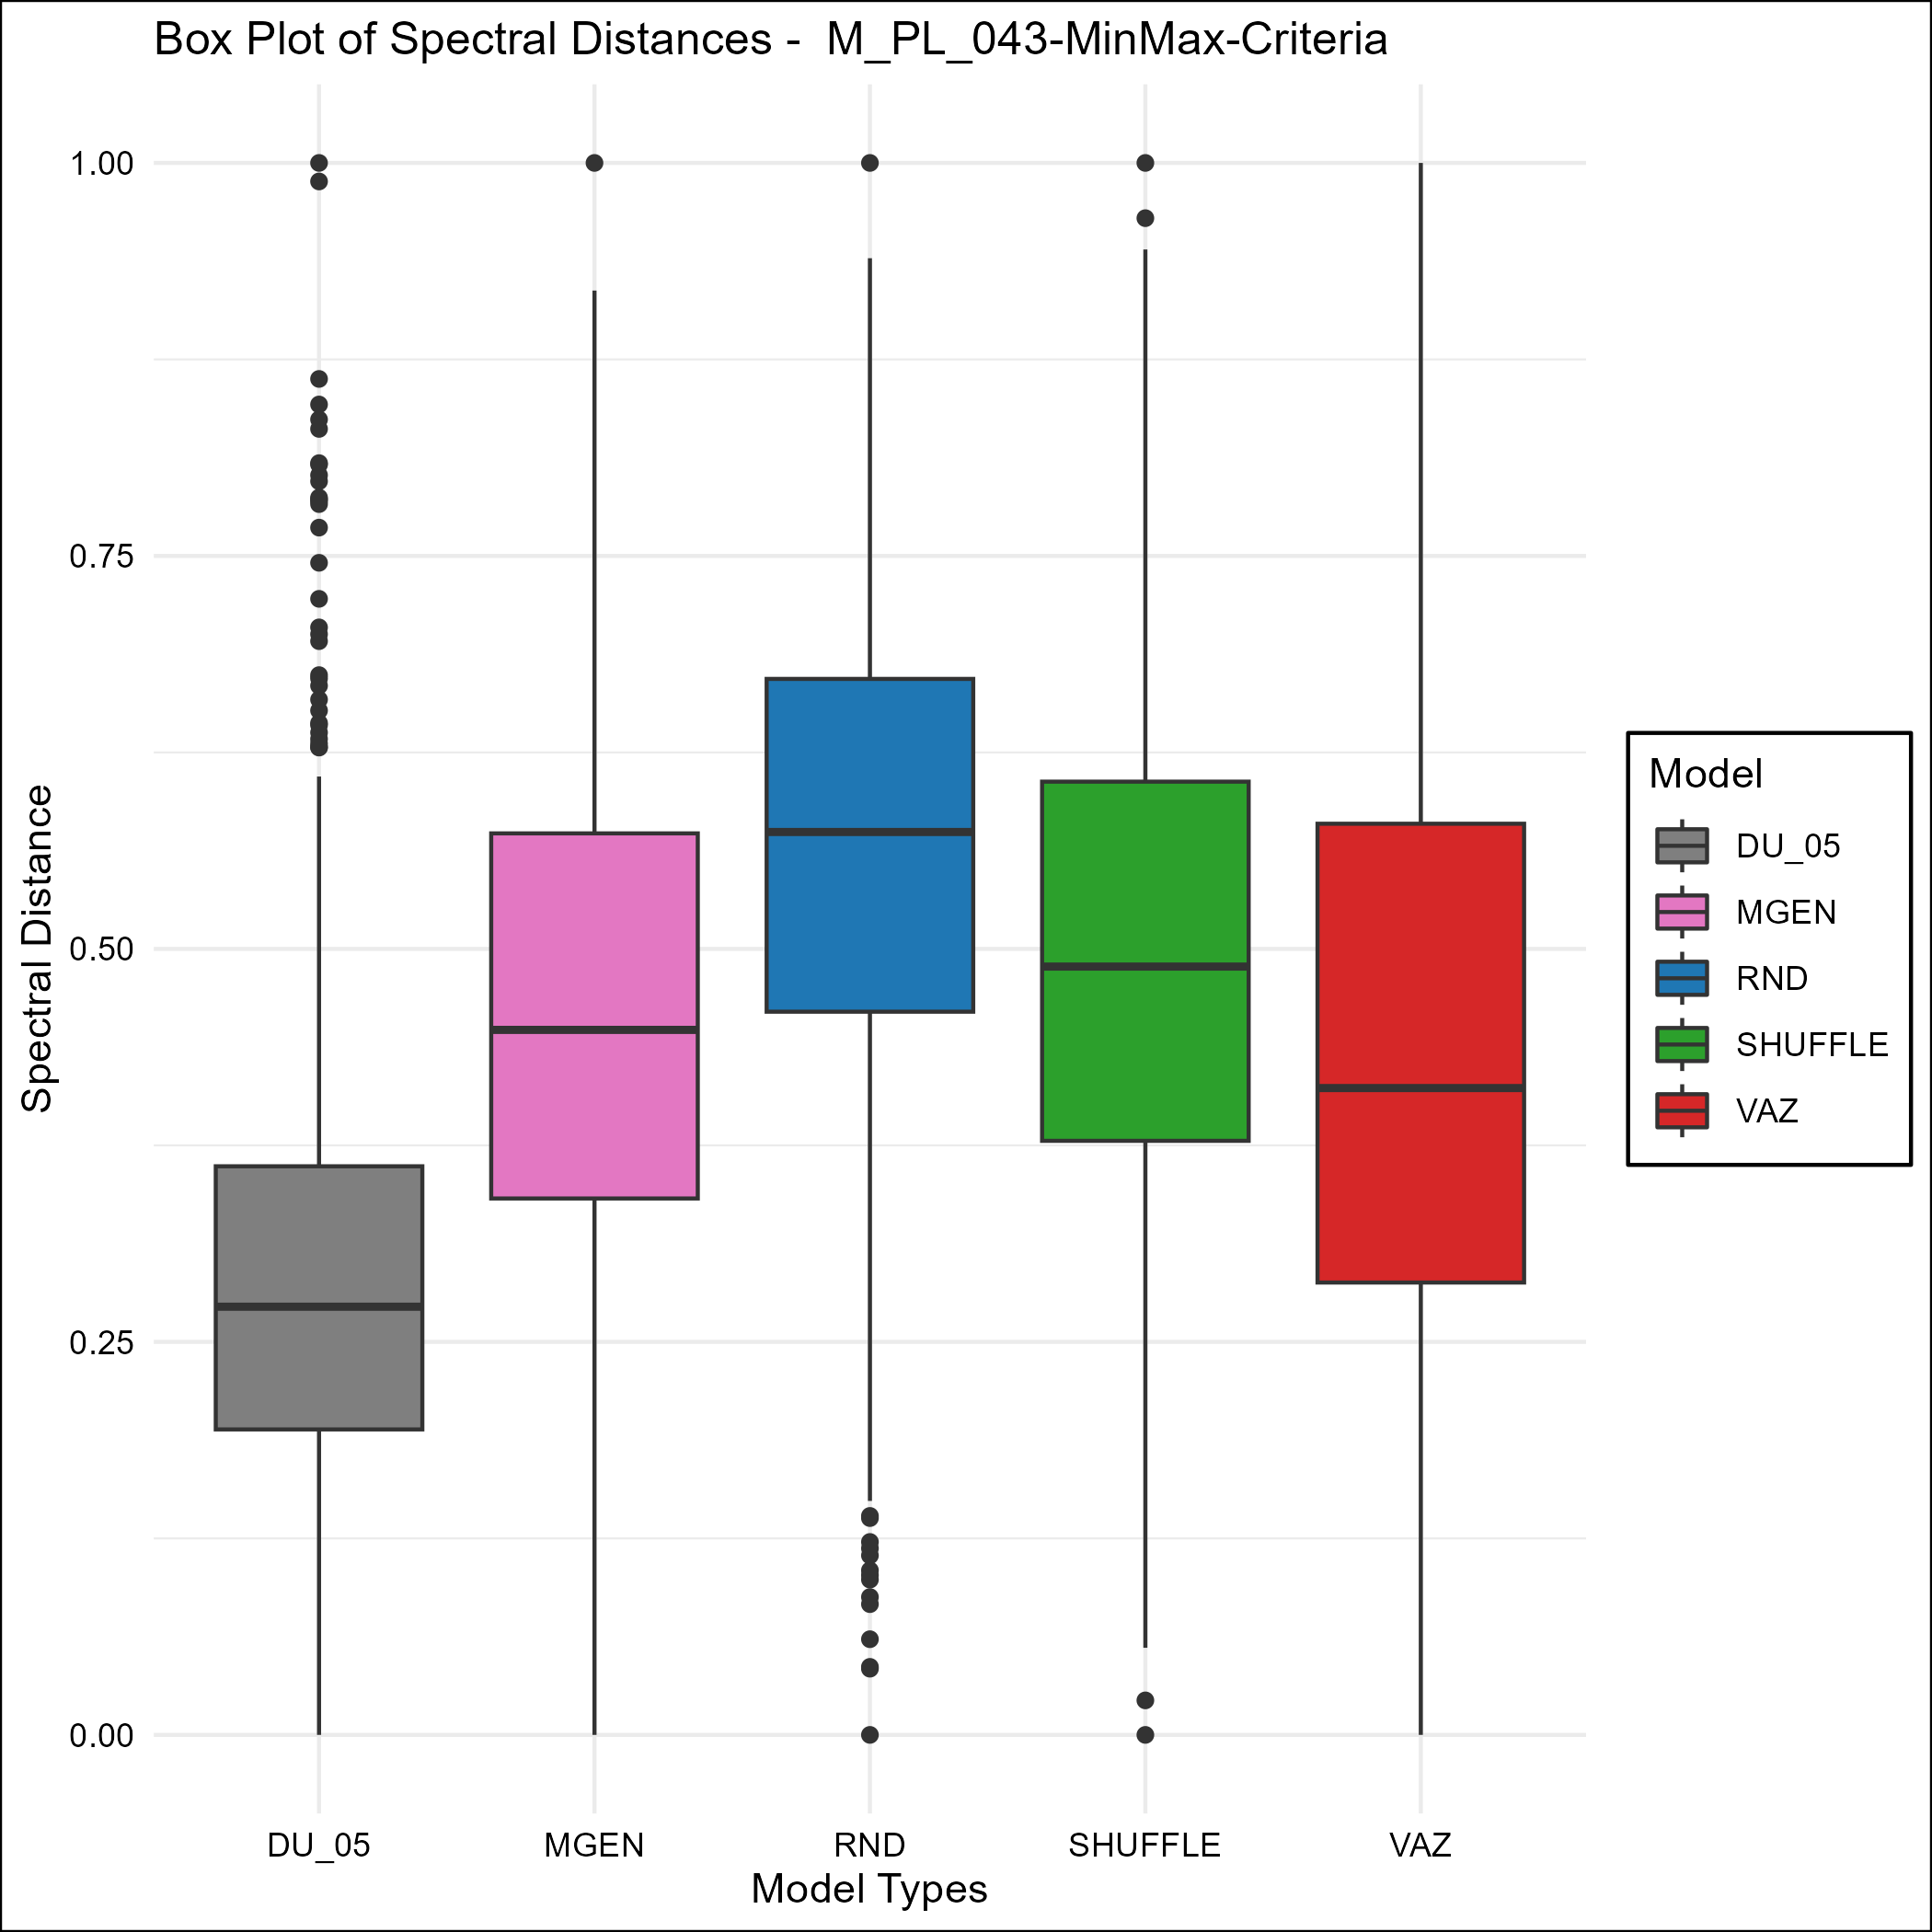 Box Plot of Spectral Distances -  M_PL_043-MinMax-Criteria
1.00
0.75
0.50
0.25
0.00
Spectral Distance
DU_05
MGEN
RND
SHUFFLE
VAZ
Model Types
Model
DU_05
MGEN
RND
SHUFFLE
VAZ